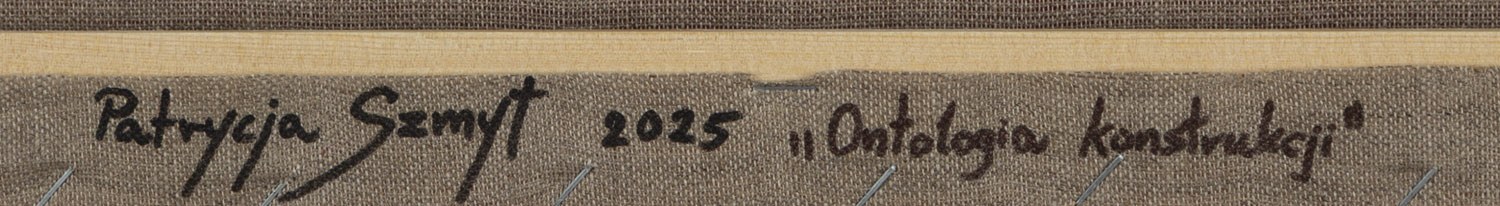 Patrycja Szmyt 2025 „Ontologia konstrukcji"